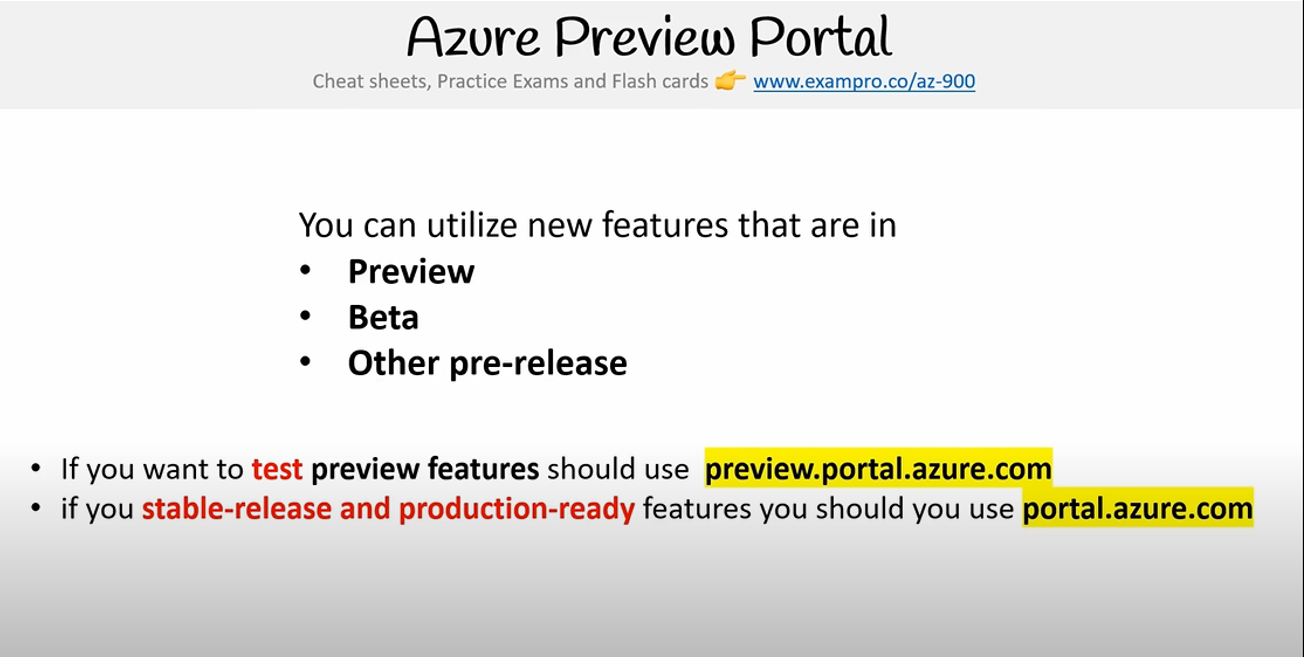 Azure Preview Portal
Cheat sheets, Practice Exams and Flash cards 👉 www.exampro.co/az-900
You can utilize new features that are in
• Preview
• Beta
• Other pre-release
• If you want to test preview features should use preview.portal.azure.com
• if you stable-release and production-ready features you should you use portal.azure.com